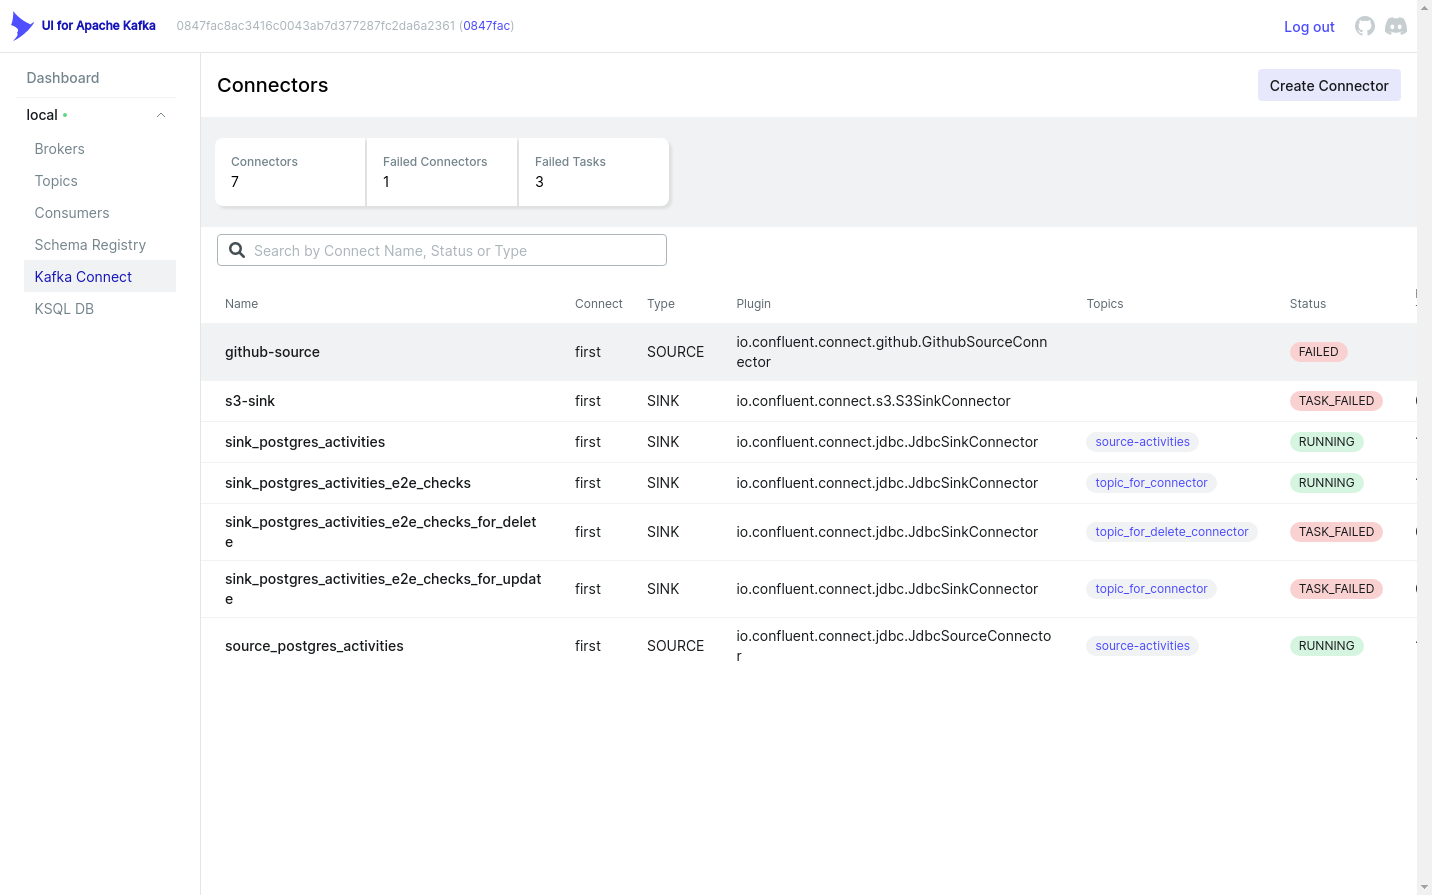 UI for Apache Kafka 0847fac8ac3416c0043ab7d377287fc2da6a2361 (0847fac) Log out
Dashboard
local
Brokers
Topics
Consumers
Schema Registry
Kafka Connect
KSQL DB
Connectors
Create Connector
Connectors Failed Connectors Failed Tasks
7 1 3
Search by Connect Name, Status or Type
Name Connect Type Plugin Topics Status
github-source first SOURCE io.confluent.connect.github.GithubSourceConn
ector FAILED
s3-sink first SINK io.confluent.connect.s3.S3SinkConnector TASK_FAILED
sink_postgres_activities first SINK io.confluent.connect.jdbc.JdbcSinkConnector source-activities RUNNING
sink_postgres_activities_e2e_checks first SINK io.confluent.connect.jdbc.JdbcSinkConnector topic_for_connector RUNNING
sink_postgres_activities_e2e_checks_for_delet
e first SINK io.confluent.connect.jdbc.JdbcSinkConnector topic_for_delete_connector TASK_FAILED
sink_postgres_activities_e2e_checks_for_updat
e first SINK io.confluent.connect.jdbc.JdbcSinkConnector topic_for_connector TASK_FAILED
source_postgres_activities first SOURCE io.confluent.connect.jdbc.JdbcSourceConnecto
r source-activities RUNNING